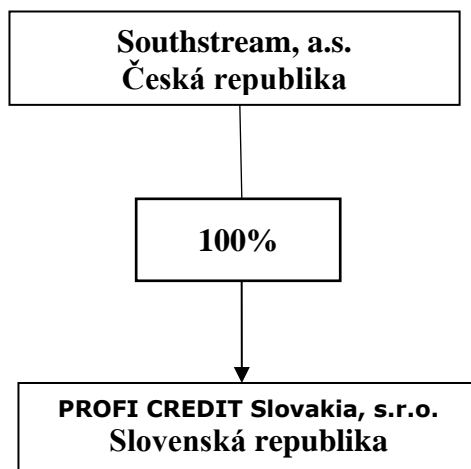 Southstream, a.s.
Česká republika
100%
PROFI CREDIT Slovakia, s.r.o.
Slovenská republika